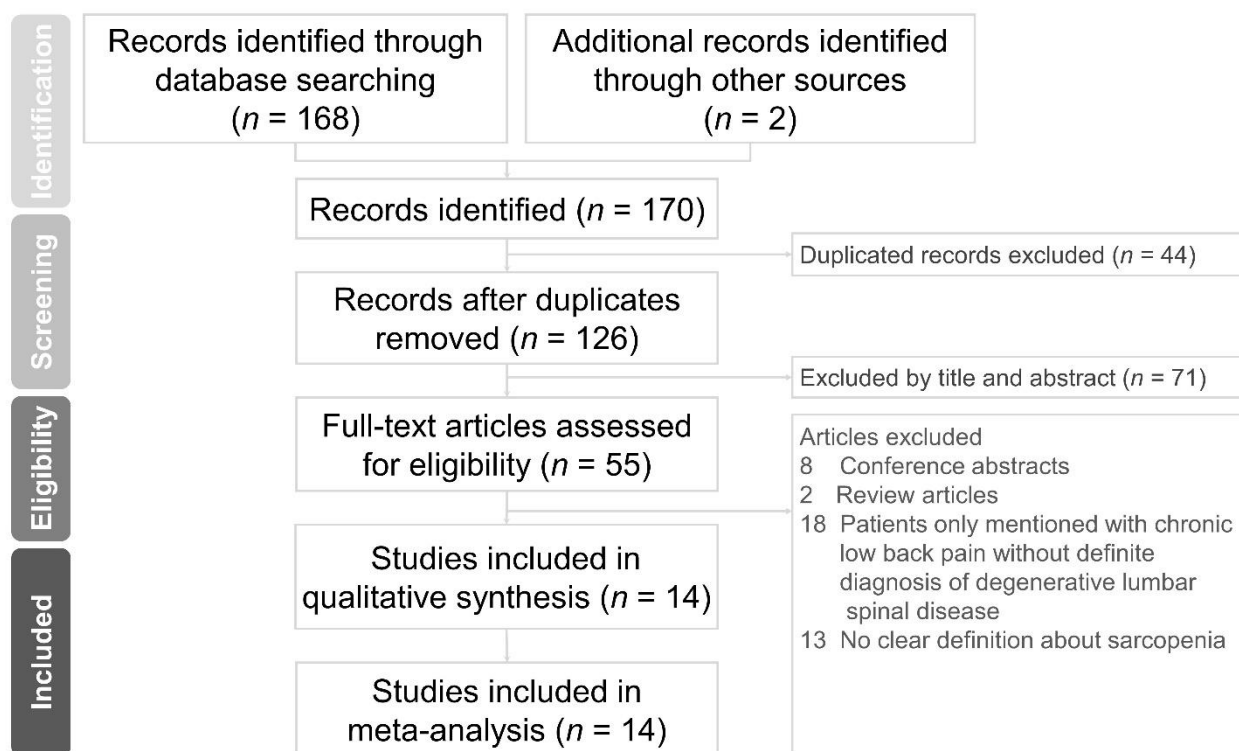 Identification
Records identified through
database searching
(n = 168)
Additional records identified
through other sources
(n = 2)
Records identified (n = 170)
Screening
Duplicated records excluded (n = 44)
Records after duplicates
removed (n = 126)
Excluded by title and abstract (n = 71)
Eligibility
Full-text articles assessed
for eligibility (n = 55)
Articles excluded
8 Conference abstracts
2 Review articles
18 Patients only mentioned with chronic
low back pain without definite
diagnosis of degenerative lumbar
spinal disease
13 No clear definition about sarcopenia
Included
Studies included in
qualitative synthesis (n = 14)
Studies included in
meta-analysis (n = 14)